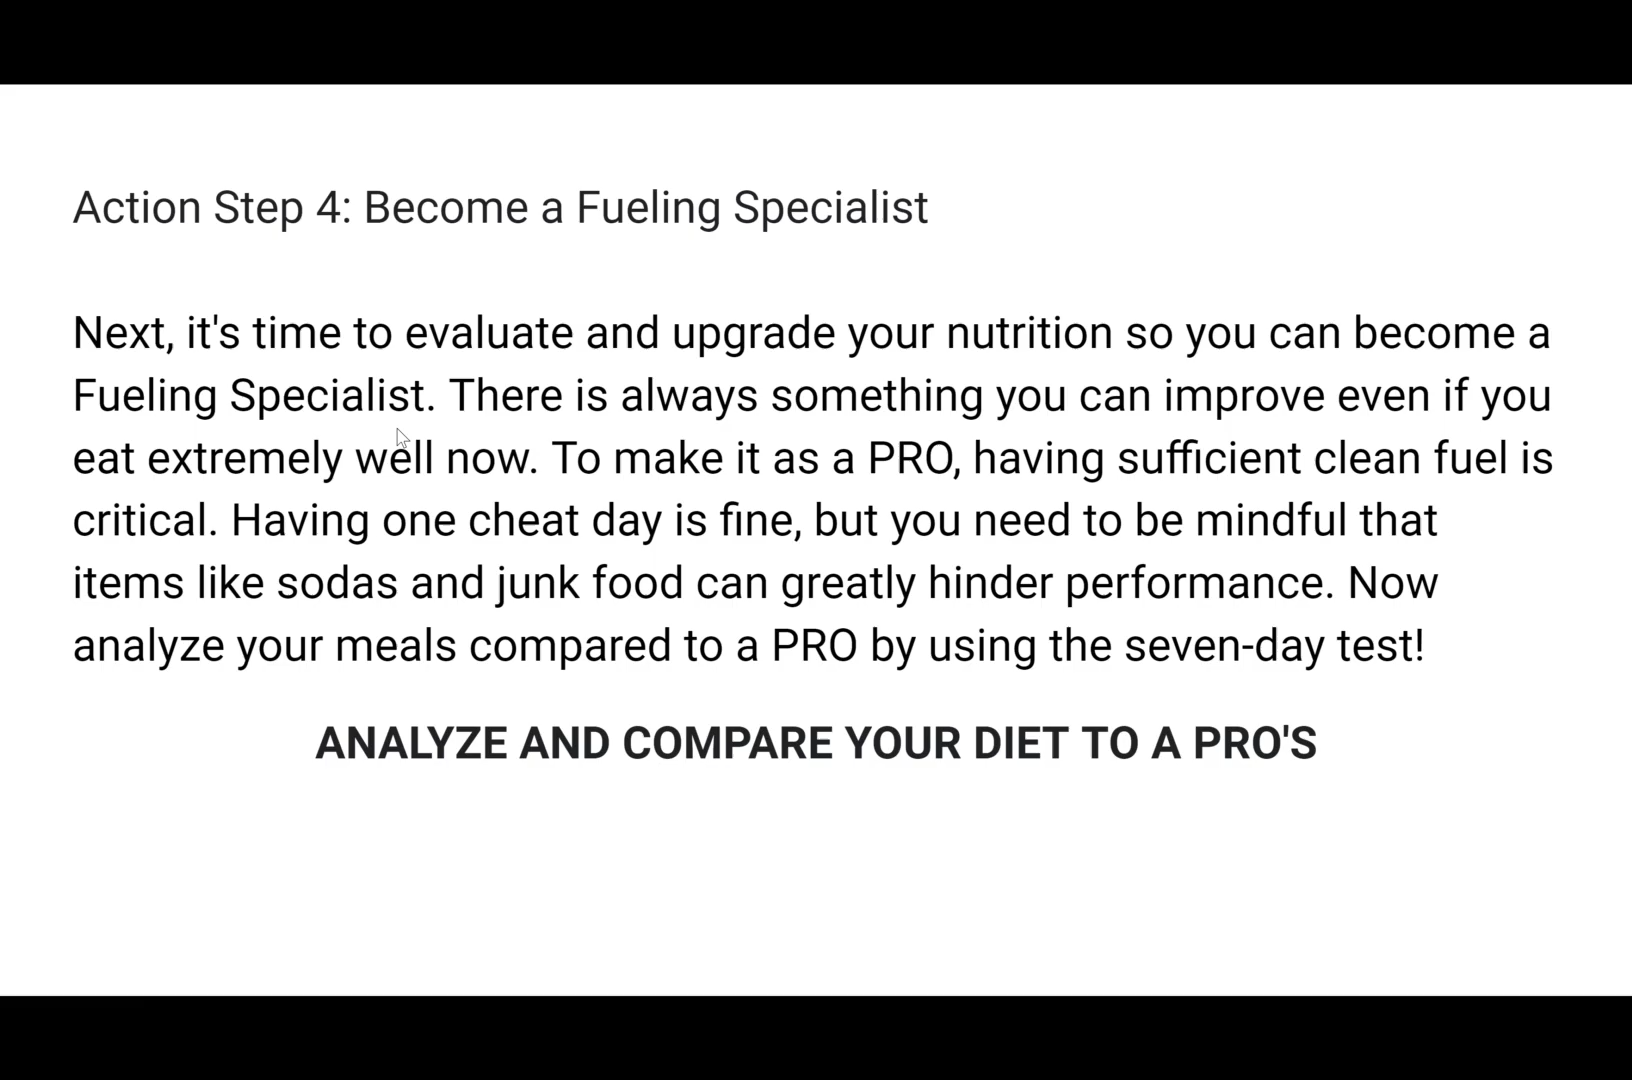 Action Step 4: Become a Fueling Specialist
Next, it's time to evaluate and upgrade your nutrition so you can become a
Fueling Specialist. There is always something you can improve even if you
eat extremely well now. To make it as a PRO, having sufficient clean fuel is
critical. Having one cheat day is fine, but you need to be mindful that
items like sodas and junk food can greatly hinder performance. Now
analyze your meals compared to a PRO by using the seven-day test!
ANALYZE AND COMPARE YOUR DIET TO A PRO'S